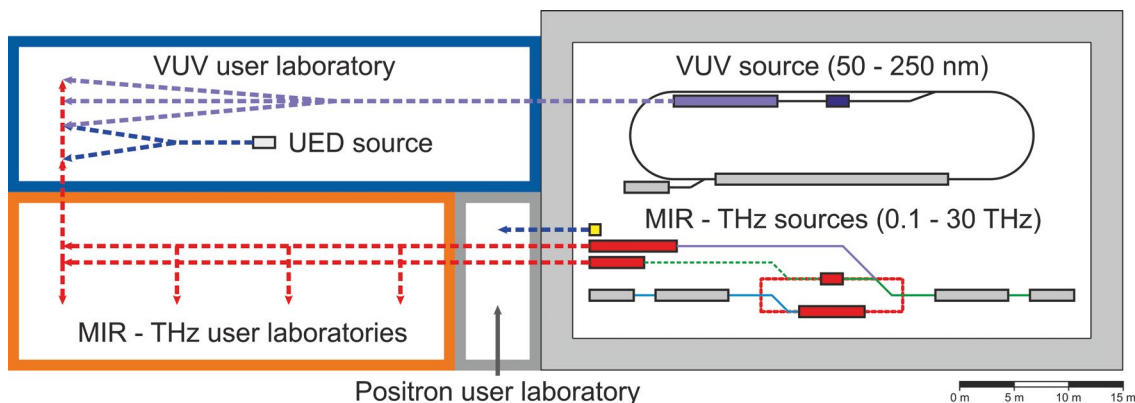 VUV user laboratory
VUV source (50 - 250 nm)
UED source
MIR - THz sources (0.1 - 30 THz)
MIR - THz user laboratories
Positron user laboratory
0 m 5 m 10 m 15 m